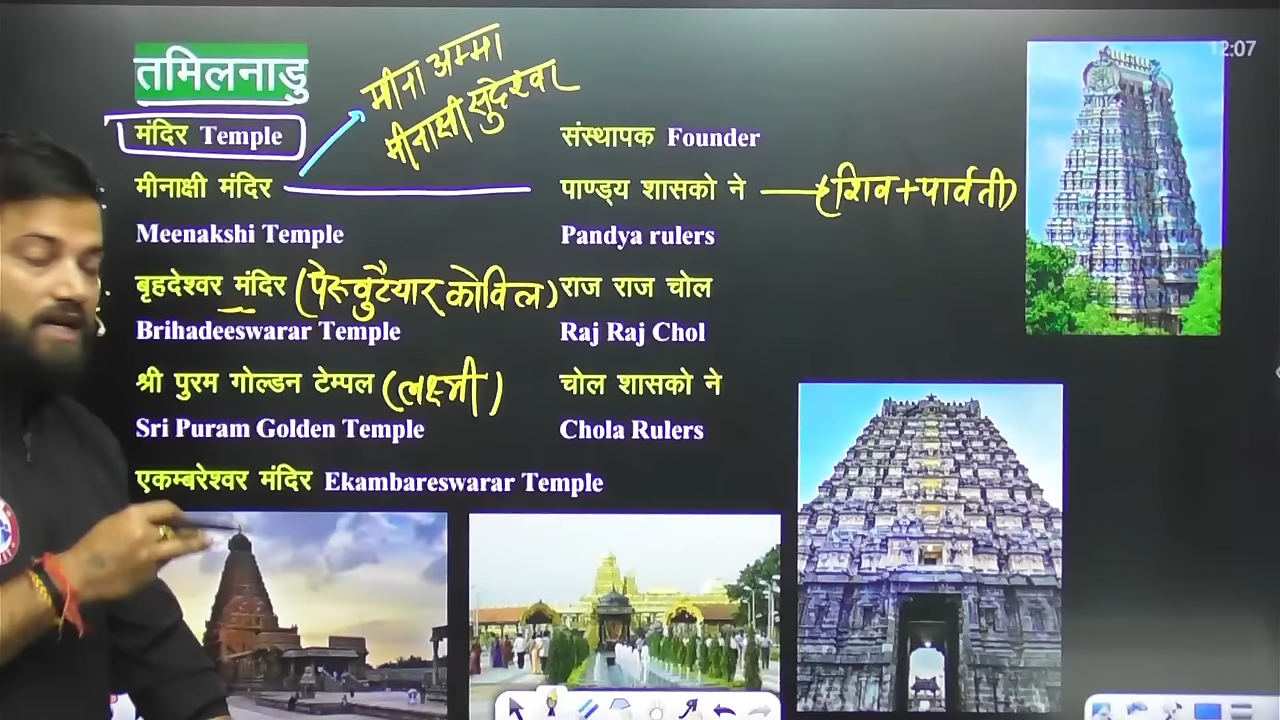 12:07
तमिलनाडु
मीना अम्मा
मीनाक्षी सुदेश्वर
मंदिर Temple
संस्थापक Founder
मीनाक्षी मंदिर
पाण्ड्य शासको ने (शिव+पार्वती)
Meenakshi Temple
Pandya rulers
बृहदेश्वर मंदिर (पेरूवुटैयार कोविल)
राज राज चोल
Brihadeeswarar Temple
Raj Raj Chol
श्री पुरम गोल्डन टेम्पल (लक्ष्मी)
चोल शासको ने
Sri Puram Golden Temple
Chola Rulers
एकम्बरेश्वर मंदिर Ekambareswarar Temple